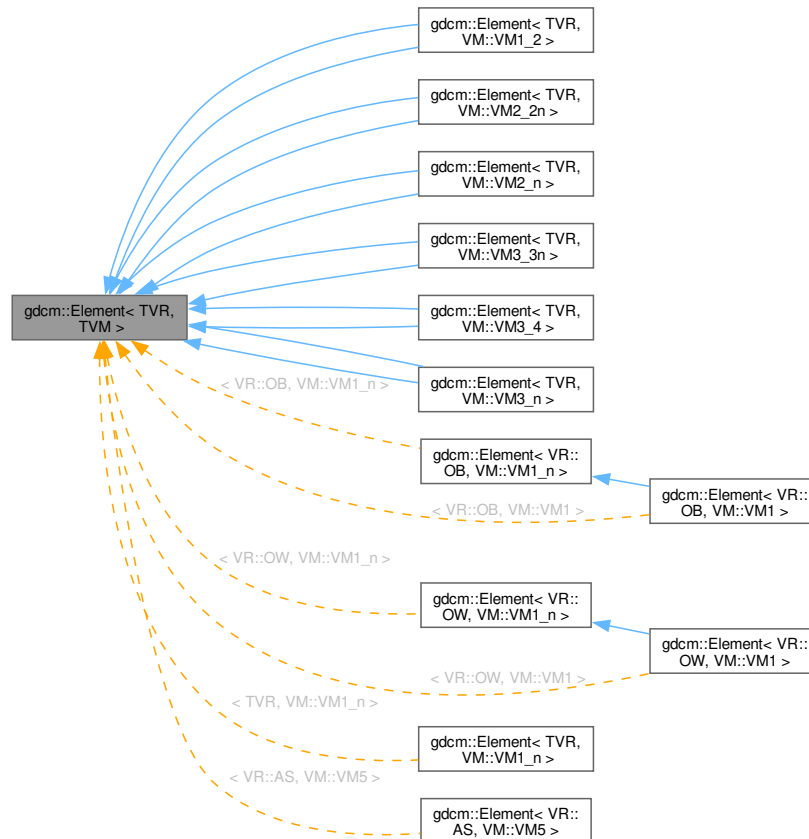 gdcm::Element< TVR,
VM::VM1_2 >
gdcm::Element< TVR,
VM::VM2_2n >
gdcm::Element< TVR,
VM::VM2_n >
gdcm::Element< TVR,
VM::VM3_3n >
gdcm::Element< TVR,
TVM >
gdcm::Element< TVR,
VM::VM3_4 >
< VR::OB, VM::VM1_n >
gdcm::Element< TVR,
VM::VM3_n >
gdcm::Element< VR::
OB, VM::VM1_n >
gdcm::Element< VR::
OB, VM::VM1 >
< VR::OB, VM::VM1 >
< VR::OW, VM::VM1_n >
gdcm::Element< VR::
OW, VM::VM1_n >
gdcm::Element< VR::
OW, VM::VM1 >
< VR::OW, VM::VM1 >
< TVR, VM::VM1_n >
gdcm::Element< TVR,
VM::VM1_n >
< VR::AS, VM::VM5 >
gdcm::Element< VR::
AS, VM::VM5 >